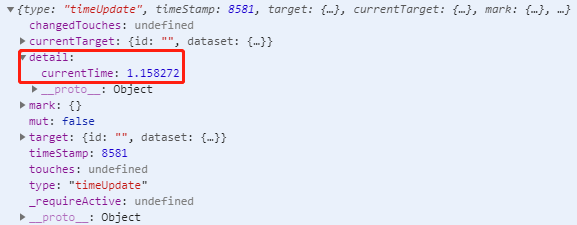 ▼{type: "timeUpdate", timeStamp: 8581, target: {…}, currentTarget: {…}, mark: {…}, …}
changedTouches: undefined
▶currentTarget: {id: "", dataset: {…}}
▼detail:
currentTime: 1.158272
▶__proto__: Object
▶mark: {}
mut: false
▶target: {id: "", dataset: {…}}
timeStamp: 8581
touches: undefined
type: "timeUpdate"
_requireActive: undefined
▶__proto__: Object